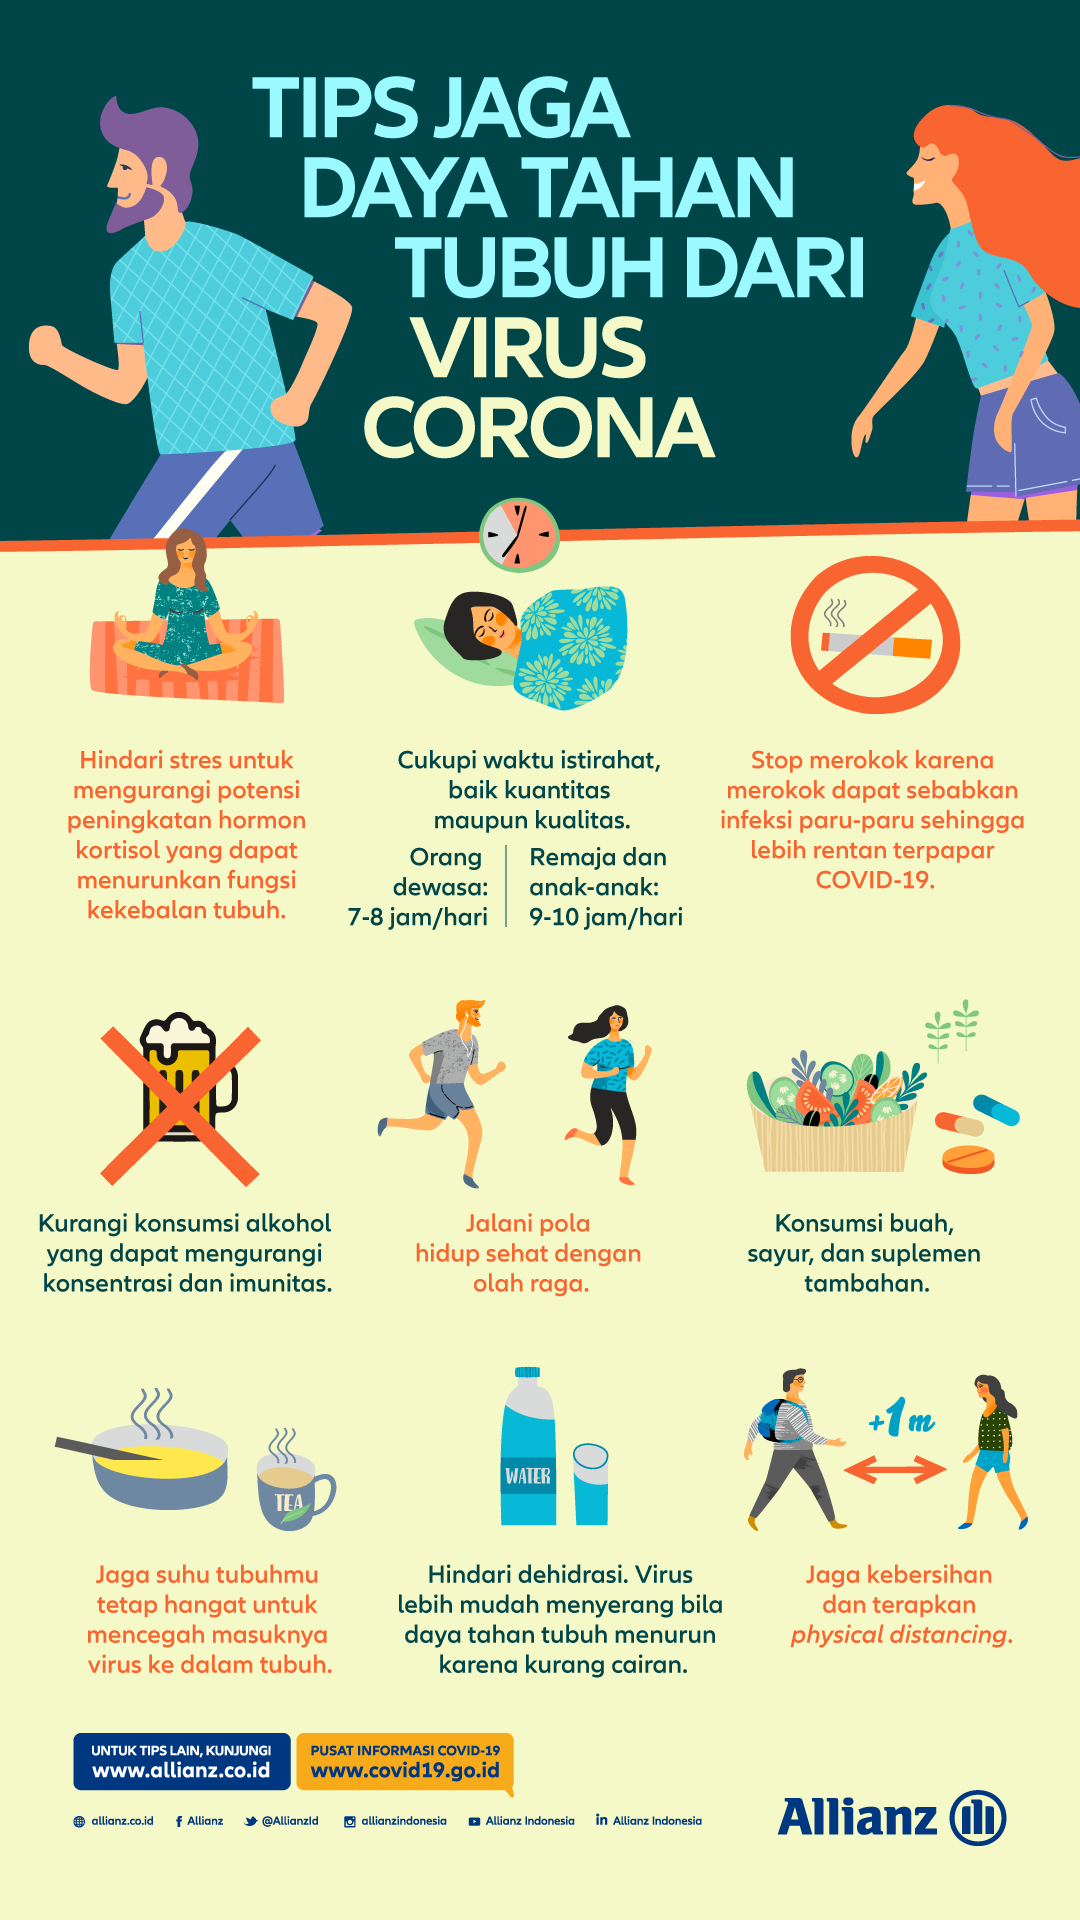 TIPS JAGA
DAYA TAHAN
TUBUH DARI
VIRUS
CORONA
Hindari stres untuk
mengurangi potensi
peningkatan hormon
kortisol yang dapat
menurunkan fungsi
kekebalan tubuh.
Cukupi waktu istirahat,
baik kuantitas
maupun kualitas.
Orang
dewasa:
7-8 jam/hari
Remaja dan
anak-anak:
9-10 jam/hari
Stop merokok karena
merokok dapat sebabkan
infeksi paru-paru sehingga
lebih rentan terpapar
COVID-19.
Kurangi konsumsi alkohol
yang dapat mengurangi
konsentrasi dan imunitas.
Jalani pola
hidup sehat dengan
olah raga.
Konsumsi buah,
sayur, dan suplemen
tambahan.
TEA
Jaga suhu tubuhmu
tetap hangat untuk
mencegah masuknya
virus ke dalam tubuh.
WATER
Hindari dehidrasi. Virus
lebih mudah menyerang bila
daya tahan tubuh menurun
karena kurang cairan.
+1m
Jaga kebersihan
dan terapkan
physical distancing.
UNTUK TIPS LAIN, KUNJUNGI
www.allianz.co.id
PUSAT INFORMASI COVID-19
www.covid19.go.id
allianz.co.id Allianz @AllianzId allianzindonesia Allianz Indonesia Allianz Indonesia
Allianz